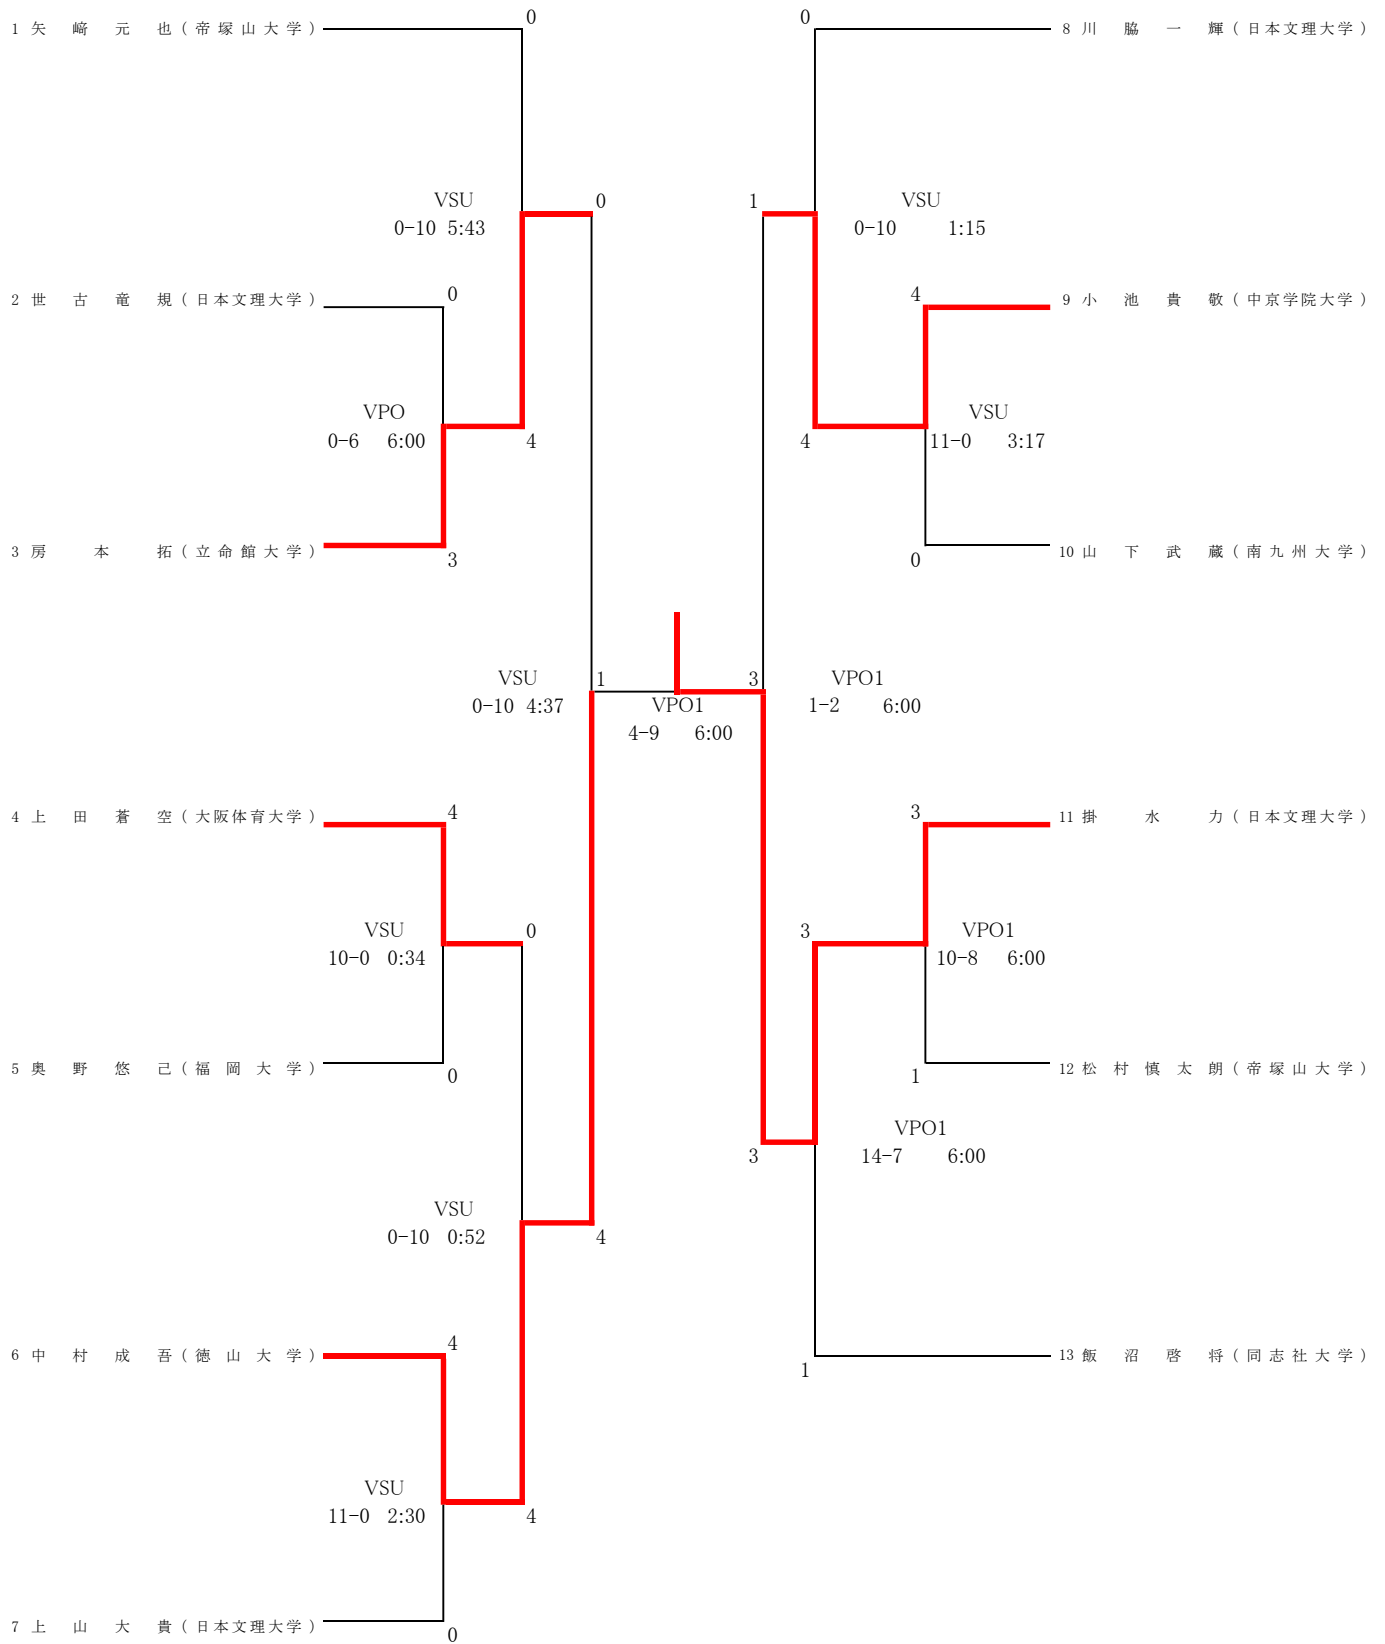 0 0
1 矢 﨑 元 也 ( 帝 塚 山 大 学 ) 8 川 脇 一 輝 ( 日本文理大学 )
VSU 0 1 VSU
0-10 5:43 0-10 1:15
2 世 古 竜 規 ( 日本文理大学 ) 0 4 9 小 池 貴 敬 ( 中京学院大学 )
VPO VSU
0-6 6:00 4 4 11-0 3:17
3 房 本 拓 ( 立 命 館 大 学 ) 3 0 10 山 下 武 蔵 ( 南 九 州 大 学 )
VSU 1 3 VPO1
0-10 4:37 VPO1 1-2 6:00
4-9 6:00
4 上 田 蒼 空 ( 大阪体育大学 ) 4 3 11 掛 水 力 ( 日本文理大学 )
VSU 0 3 VPO1
10-0 0:34 10-8 6:00
5 奥 野 悠 己 ( 福 岡 大 学 ) 0 1 12 松 村 慎 太 朗 ( 帝 塚 山 大 学 )
VPO1
3 14-7 6:00
VSU
0-10 0:52 4
6 中 村 成 吾 ( 徳 山 大 学 ) 4 1 13 飯 沼 啓 将 ( 同 志 社 大 学 )
VSU
11-0 2:30 4
7 上 山 大 貴 ( 日本文理大学 ) 0